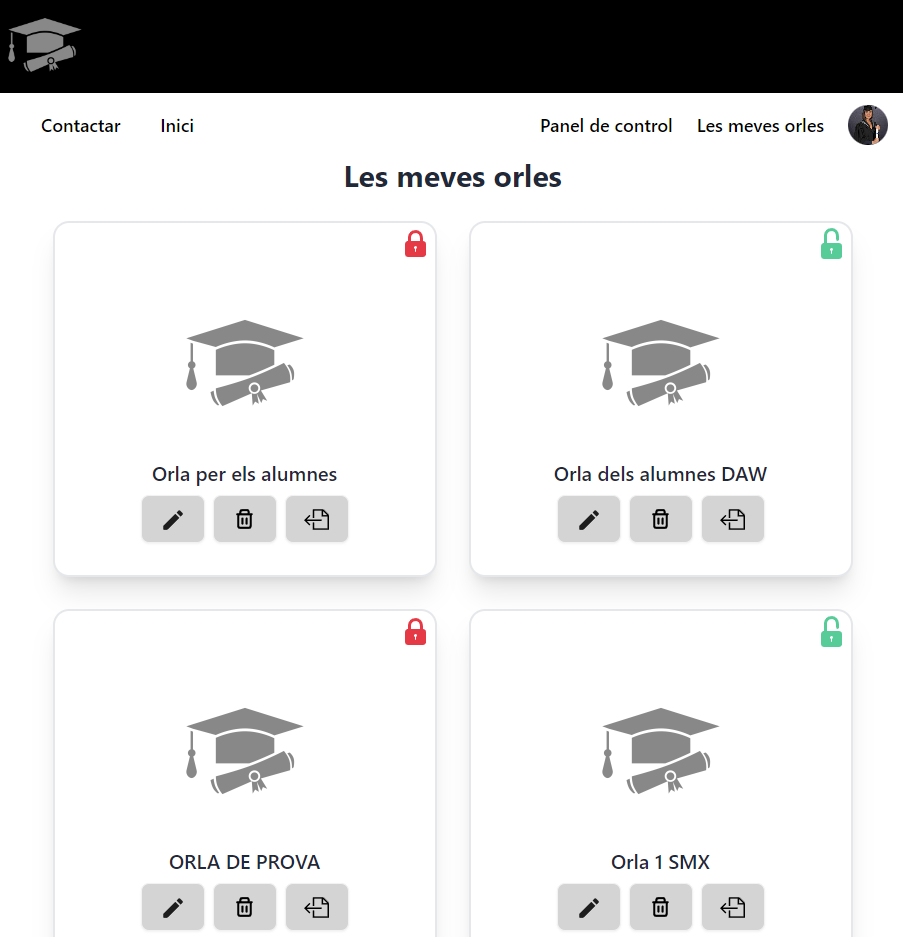 Contactar
Inici
Panel de control
Les meves orles
Les meves orles
Orla per els alumnes
Orla dels alumnes DAW
ORLA DE PROVA
Orla 1 SMX